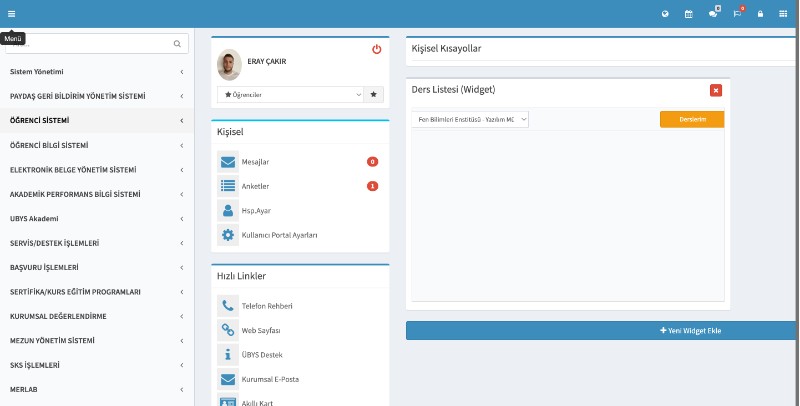 0
0
Menü
Sistem Yönetimi
PAYDAŞ GERİ BİLDİRİM YÖNETİM SİSTEMİ
ÖĞRENCİ SİSTEMİ
ÖĞRENCİ BİLGİ SİSTEMİ
ELEKTRONİK BELGE YÖNETİM SİSTEMİ
AKADEMİK PERFORMANS BİLGİ SİSTEMİ
UBYS Akademi
SERVİS/DESTEK İŞLEMLERİ
BAŞVURU İŞLEMLERİ
SERTİFİKA/KURS EĞİTİM PROGRAMLARI
KURUMSAL DEĞERLENDİRME
MEZUN YÖNETİM SİSTEMİ
SKS İŞLEMLERİ
MERLAB
ERAY ÇAKIR
Öğrenciler
Kişisel
Mesajlar 0
Anketler 1
Hsp.Ayar
Kullanıcı Portal Ayarları
Hızlı Linkler
Telefon Rehberi
Web Sayfası
ÜBYS Destek
Kurumsal E-Posta
Akıllı Kart
Kişisel Kısayollar
Ders Listesi (Widget)
Fen Bilimleri Enstitüsü - Yazılım Mü
Derslerim
Yeni Widget Ekle